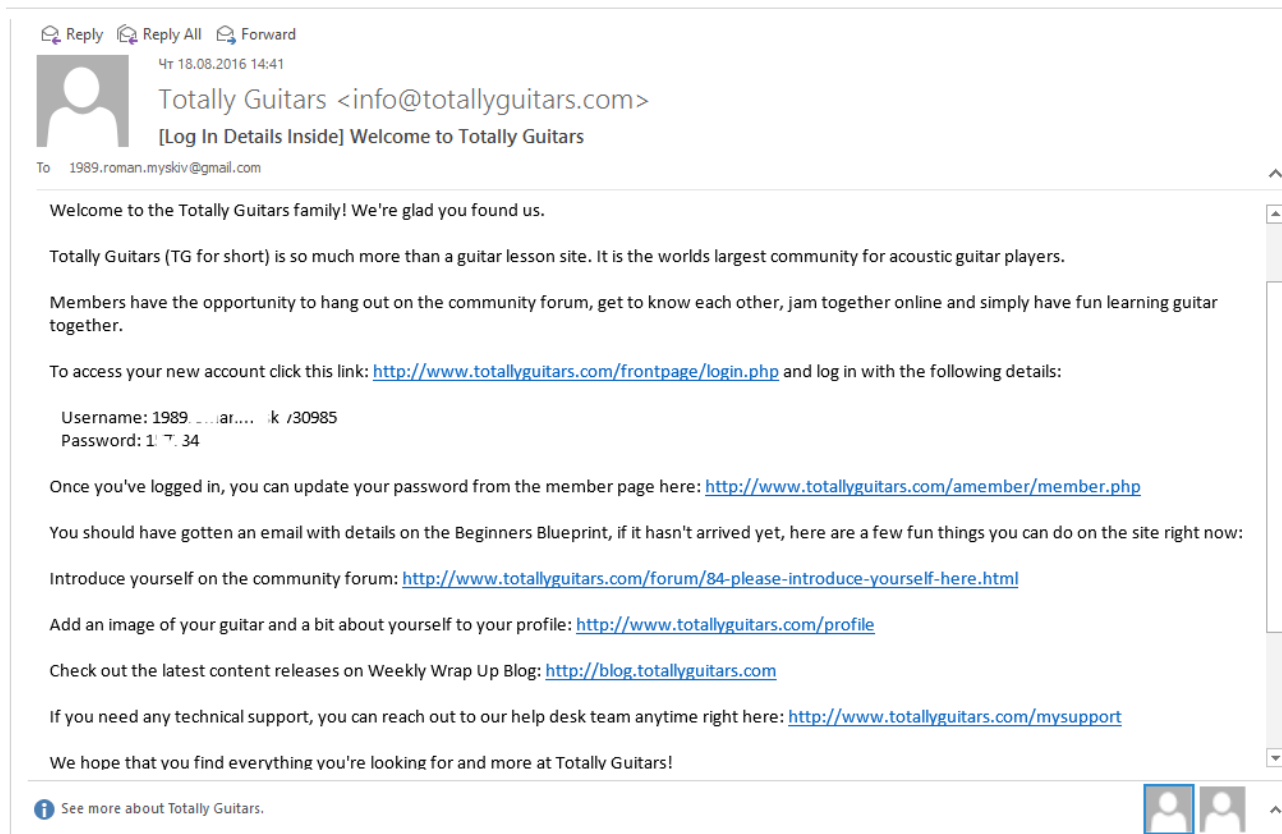 Reply Reply All Forward
Чт 18.08.2016 14:41
Totally Guitars <info@totallyguitars.com>
[Log In Details Inside] Welcome to Totally Guitars
To 1989.roman.myskiv@gmail.com
Welcome to the Totally Guitars family! We're glad you found us.
Totally Guitars (TG for short) is so much more than a guitar lesson site. It is the worlds largest community for acoustic guitar players.
Members have the opportunity to hang out on the community forum, get to know each other, jam together online and simply have fun learning guitar
together.
To access your new account click this link: http://www.totallyguitars.com/frontpage/login.php and log in with the following details:
Username:
Password:
Once you've logged in, you can update your password from the member page here: http://www.totallyguitars.com/amember/member.php
You should have gotten an email with details on the Beginners Blueprint, if it hasn't arrived yet, here are a few fun things you can do on the site right now:
Introduce yourself on the community forum: http://www.totallyguitars.com/forum/84-please-introduce-yourself-here.html
Add an image of your guitar and a bit about yourself to your profile: http://www.totallyguitars.com/profile
Check out the latest content releases on Weekly Wrap Up Blog: http://blog.totallyguitars.com
If you need any technical support, you can reach out to our help desk team anytime right here: http://www.totallyguitars.com/mysupport
We hope that you find everything you're looking for and more at Totally Guitars!
See more about Totally Guitars.